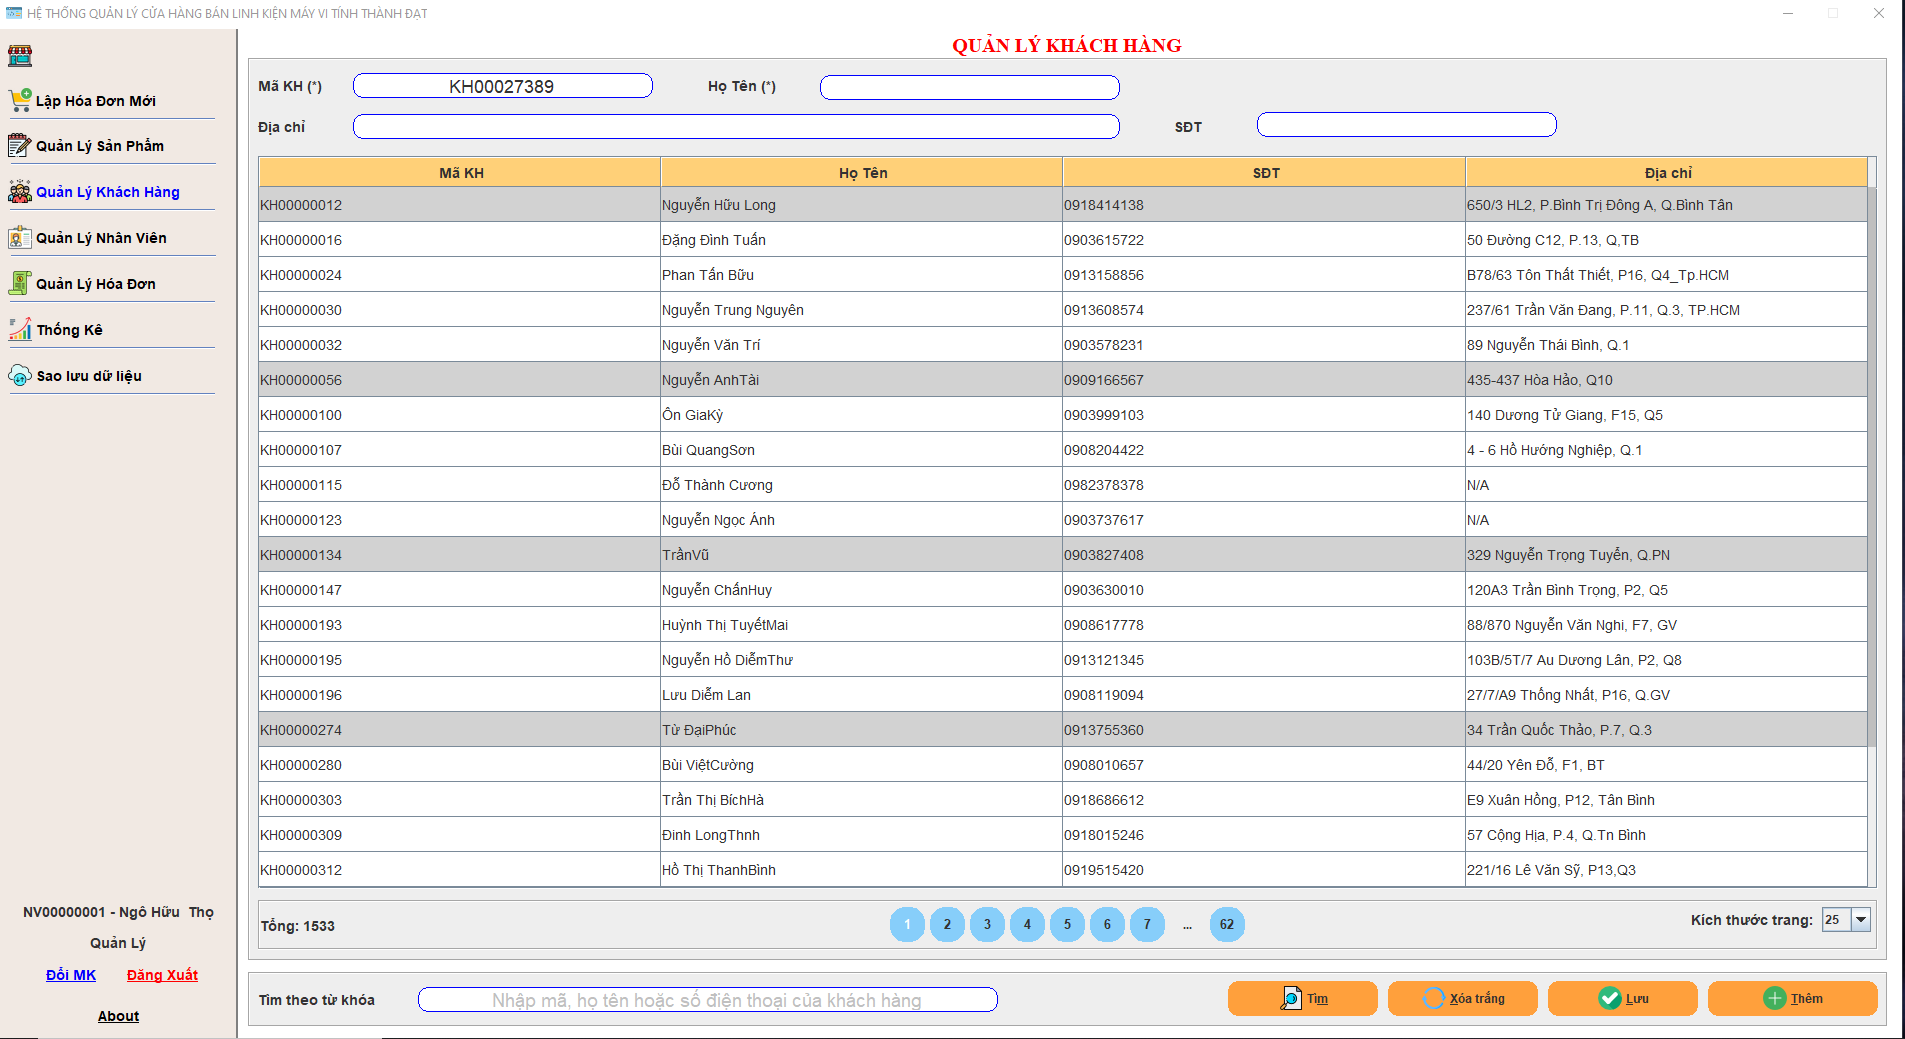 HỆ THỐNG QUẢN LÝ CỬA HÀNG BÁN LINH KIỆN MÁY VI TÍNH THÀNH ĐẠT
Lập Hóa Đơn Mới
Quản Lý Sản Phẩm
Quản Lý Khách Hàng
Quản Lý Nhân Viên
Quản Lý Hóa Đơn
Thống Kê
Sao lưu dữ liệu
NV00000001 - Ngô Hữu Thọ
Quản Lý
Đổi MK Đăng Xuất
About
QUẢN LÝ KHÁCH HÀNG
Mã KH (*) KH00027389 Họ Tên (*)
Địa chỉ SĐT
Mã KH Họ Tên SĐT Địa chỉ
KH00000012 Nguyễn Hữu Long 0918414138 650/3 HL2, P.Bình Trị Đông A, Q.Bình Tân
KH00000016 Đặng Đình Tuấn 0903615722 50 Đường C12, P.13, Q,TB
KH00000024 Phan Tấn Bữu 0913158856 B78/63 Tôn Thất Thiết, P16, Q4_Tp.HCM
KH00000030 Nguyễn Trung Nguyên 0913608574 237/61 Trần Văn Đang, P.11, Q.3, TP.HCM
KH00000032 Nguyễn Văn Trí 0903578231 89 Nguyễn Thái Bình, Q.1
KH00000056 Nguyễn AnhTài 0909166567 435-437 Hòa Hảo, Q10
KH00000100 Ôn GiaKỳ 0903999103 140 Dương Tử Giang, F15, Q5
KH00000107 Bùi QuangSơn 0908204422 4 - 6 Hồ Hướng Nghiệp, Q.1
KH00000115 Đỗ Thành Cương 0982378378 N/A
KH00000123 Nguyễn Ngọc Ánh 0903737617 N/A
KH00000134 TrầnVũ 0903827408 329 Nguyễn Trọng Tuyển, Q.PN
KH00000147 Nguyễn ChấnHuy 0903630010 120A3 Trần Bình Trọng, P2, Q5
KH00000193 Huỳnh Thị TuyếtMai 0908617778 88/870 Nguyễn Văn Nghi, F7, GV
KH00000195 Nguyễn Hồ DiễmThư 0913121345 103B/5T/7 Au Dương Lân, P2, Q8
KH00000196 Lưu Diễm Lan 0908119094 27/7/A9 Thống Nhất, P16, Q.GV
KH00000274 Từ ĐạiPhúc 0913755360 34 Trần Quốc Thảo, P.7, Q.3
KH00000280 Bùi ViệtCường 0908010657 44/20 Yên Đỗ, F1, BT
KH00000303 Trần Thị BíchHà 0918686612 E9 Xuân Hồng, P12, Tân Bình
KH00000309 Đinh LongThnh 0918015246 57 Cộng Hịa, P.4, Q.Tn Bình
KH00000312 Hồ Thị ThanhBình 0919515420 221/16 Lê Văn Sỹ, P13,Q3
Tổng: 1533 1 2 3 4 5 6 7 ... 62 Kích thước trang: 25
Tìm theo từ khóa Nhập mã, họ tên hoặc số điện thoại của khách hàng Tìm Xóa trắng Lưu Thêm